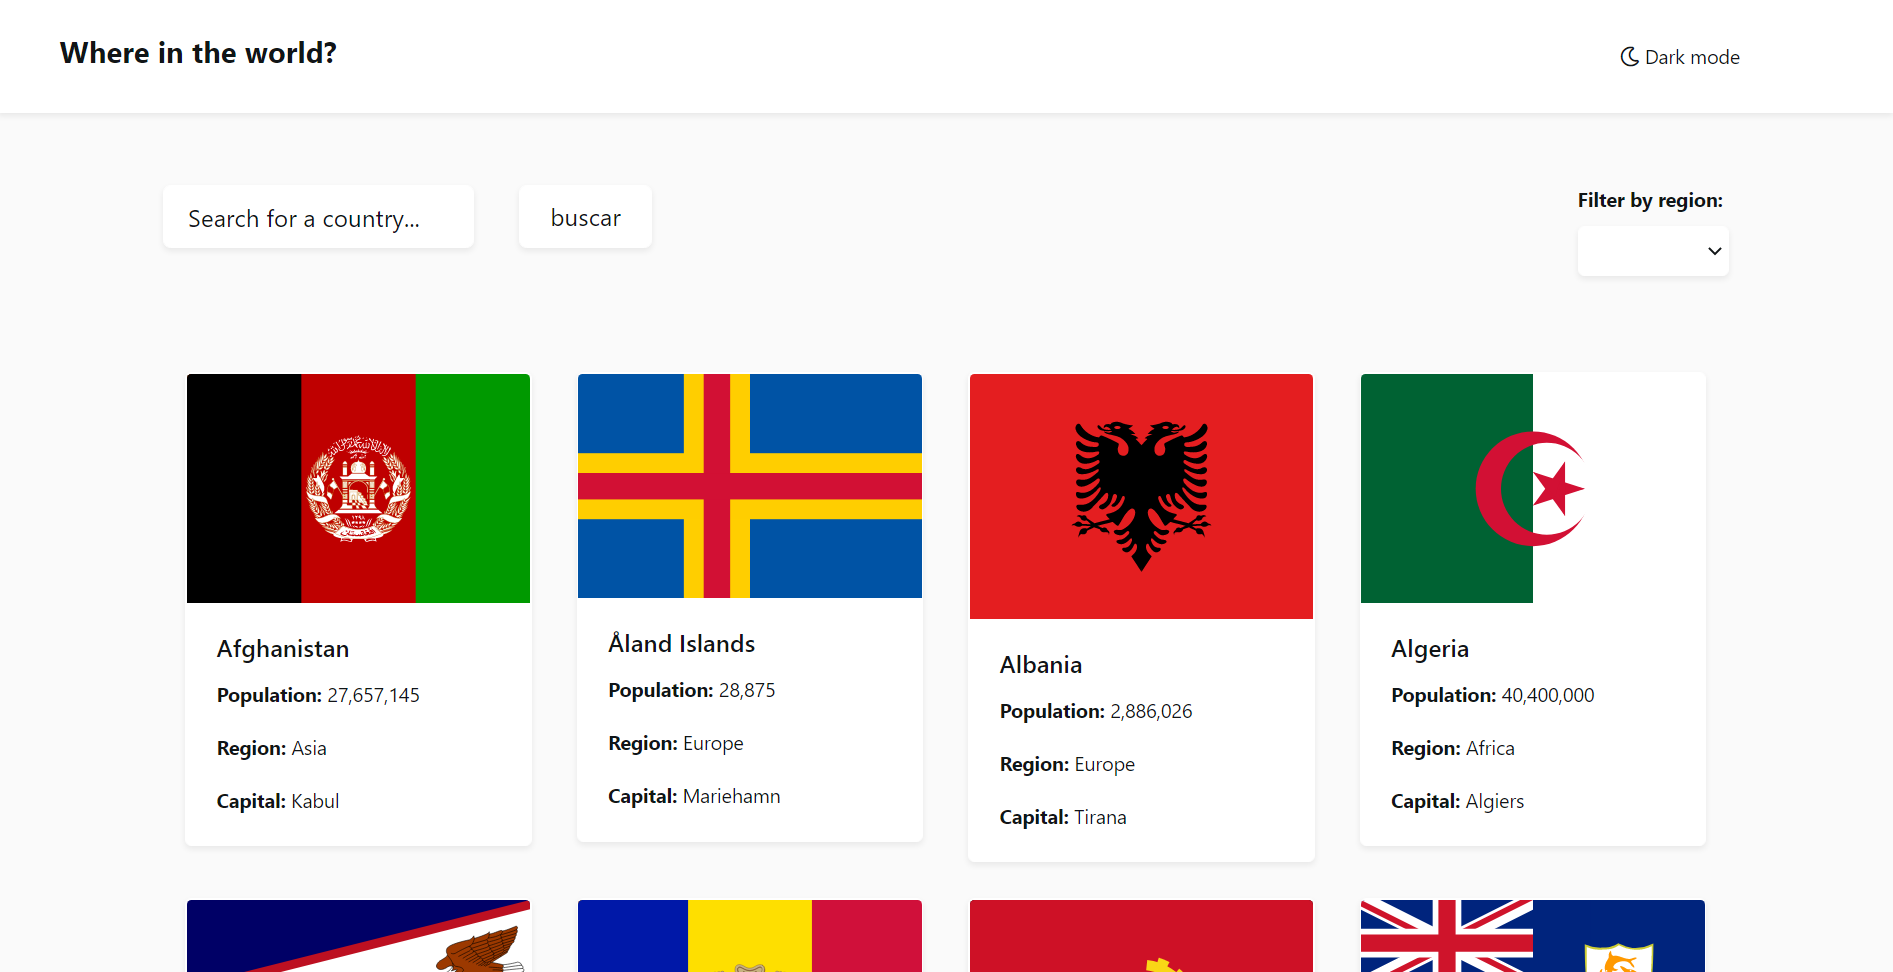 Where in the world?
Dark mode
Search for a country...
buscar
Filter by region:
Afghanistan
Population: 27,657,145
Region: Asia
Capital: Kabul
Åland Islands
Population: 28,875
Region: Europe
Capital: Mariehamn
Albania
Population: 2,886,026
Region: Europe
Capital: Tirana
Algeria
Population: 40,400,000
Region: Africa
Capital: Algiers